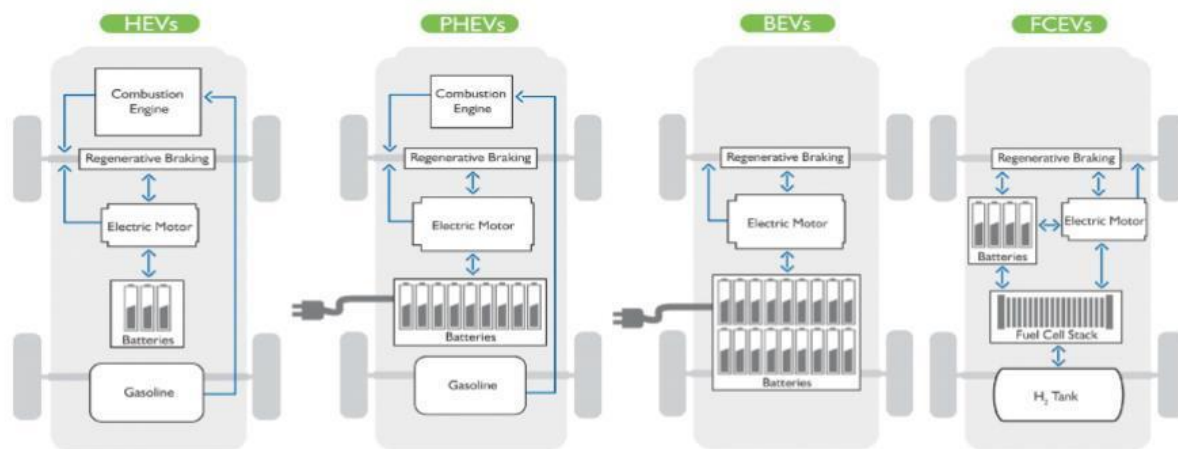 HEVs
Combustion
Engine
Regenerative Braking
Electric Motor
Batteries
Gasoline
PHEVs
Combustion
Engine
Regenerative Braking
Electric Motor
Batteries
Gasoline
BEVs
Regenerative Braking
Electric Motor
Batteries
FCEVs
Regenerative Braking
Electric Motor
Batteries
Fuel Cell Stack
H₂ Tank